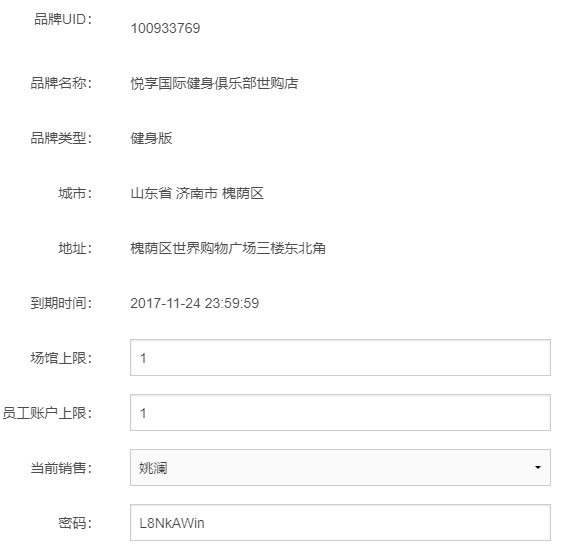 品牌UID： 100933769
品牌名称： 悦享国际健身俱乐部世购店
品牌类型： 健身版
城市： 山东省 济南市 槐荫区
地址： 槐荫区世界购物广场三楼东北角
到期时间： 2017-11-24 23:59:59
场馆上限： 1
员工账户上限： 1
当前销售： 姚澜
密码： L8NkAWin